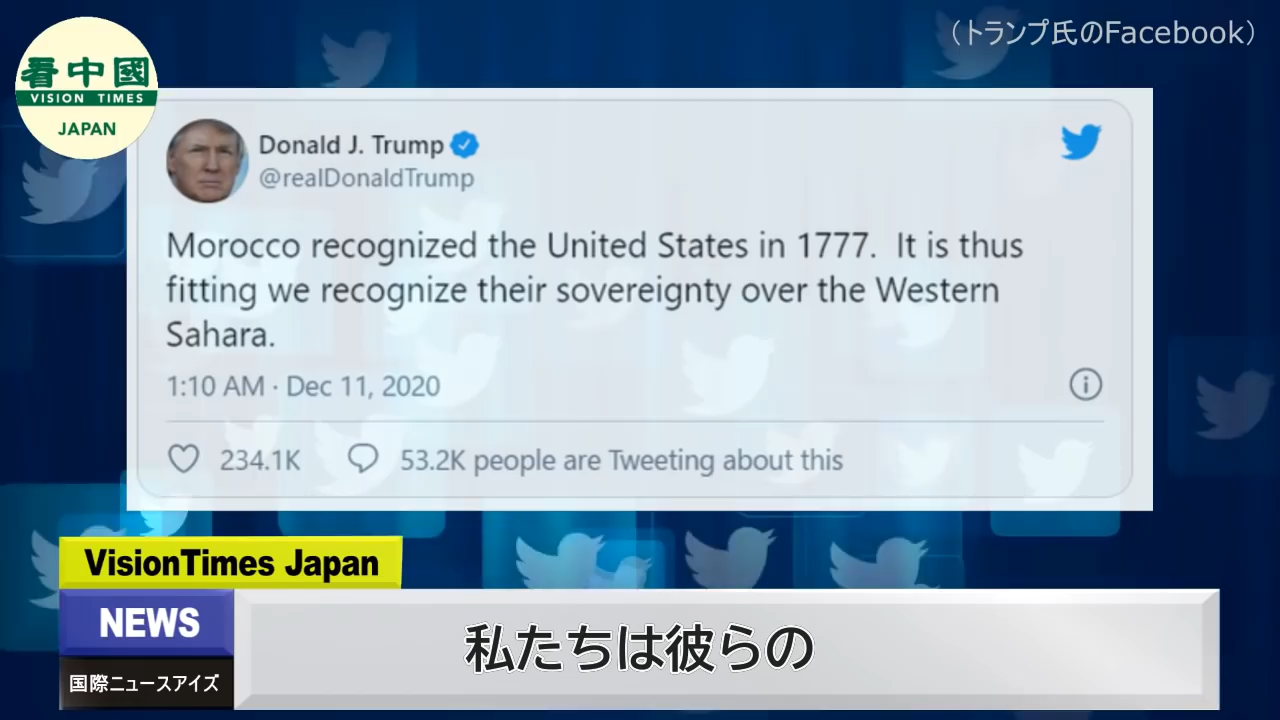 （トランプ氏のFacebook）
看中國
VISION TIMES
JAPAN
Donald J. Trump
@realDonaldTrump
Morocco recognized the United States in 1777. It is thus
fitting we recognize their sovereignty over the Western
Sahara.
1:10 AM · Dec 11, 2020
234.1K 53.2K people are Tweeting about this
VisionTimes Japan
NEWS
国際ニュースアイズ
私たちは彼らの